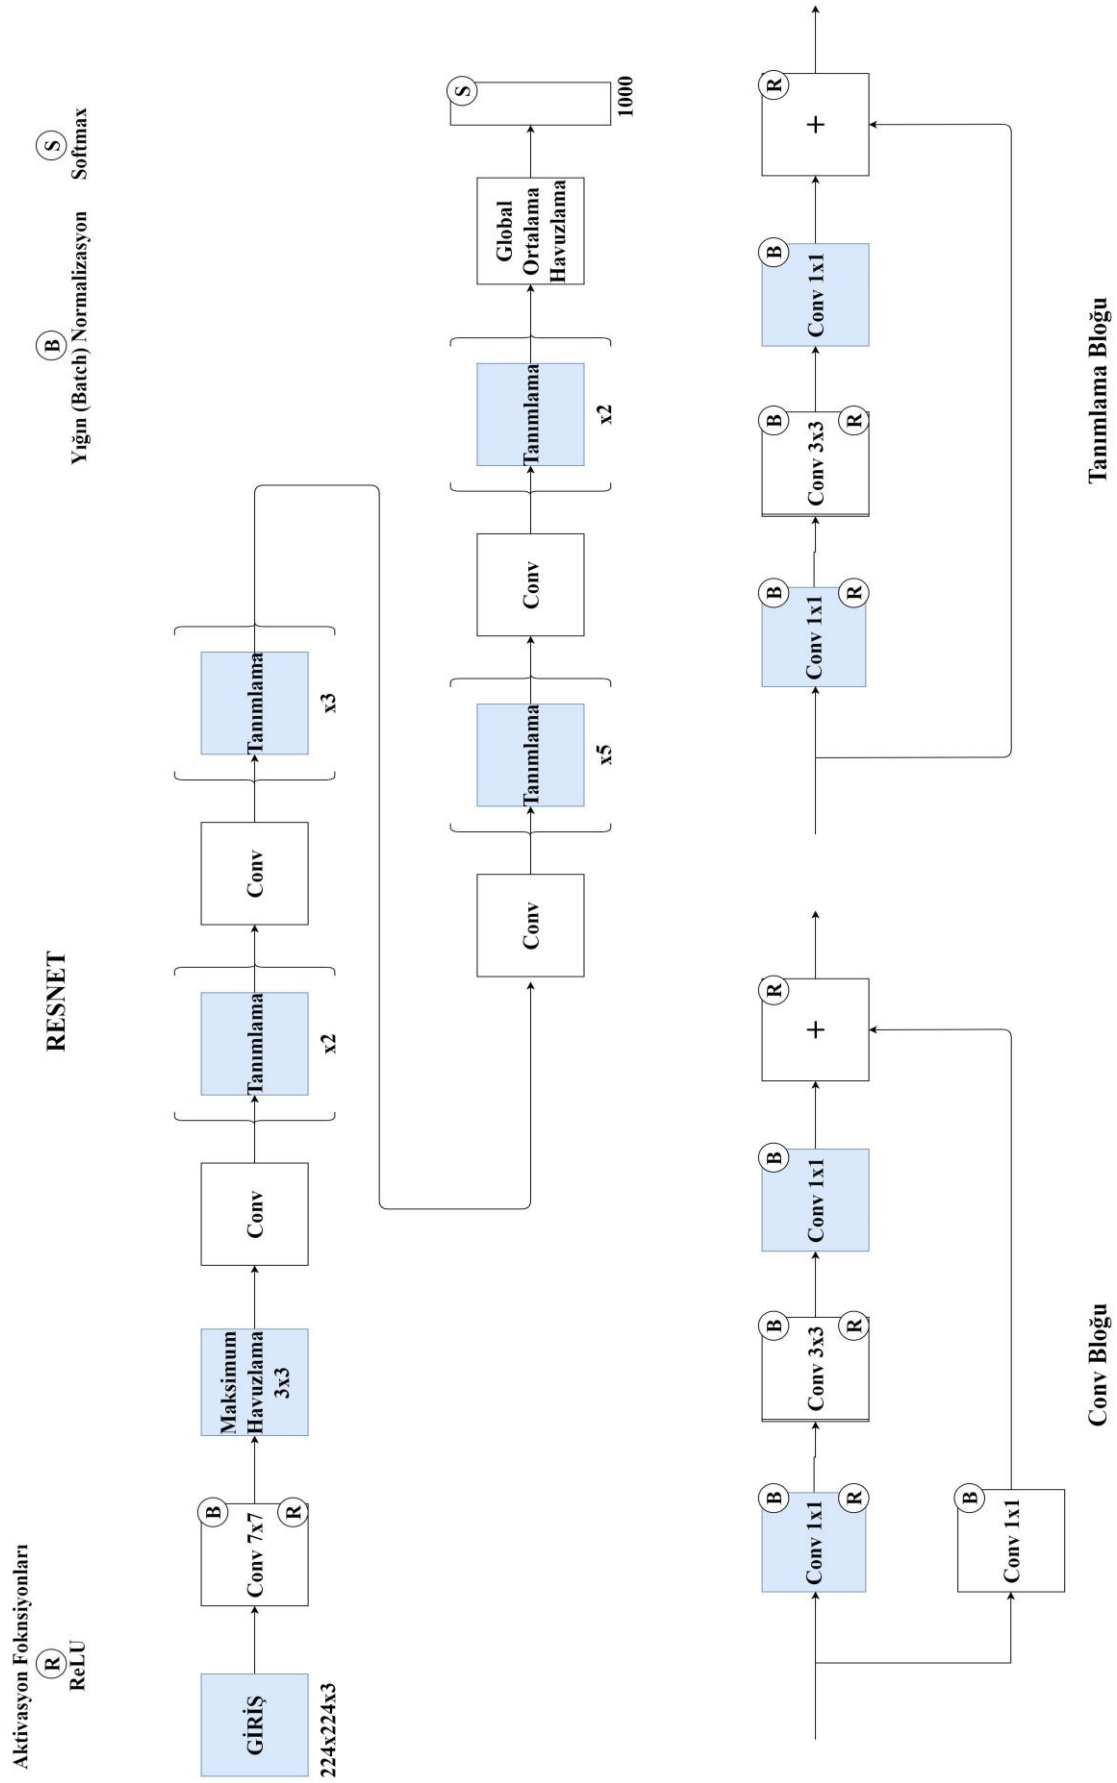 RESNET
Aktivasyon Foknsiyonları
R
ReLU
B
Yığın (Batch) Normalizasyon
S
Softmax
GİRİŞ
224x224x3
B
Conv 7x7
R
Maksimum
Havuzlama
3x3
Conv
Tanımlama
x2
Conv
Tanımlama
x3
Conv
Tanımlama
x5
Conv
Tanımlama
x2
Global
Ortalama
Havuzlama
S
1000
B
Conv 1x1
R
B
Conv 3x3
R
B
Conv 1x1
R
+
B
Conv 1x1
Conv Bloğu
B
Conv 1x1
R
B
Conv 3x3
R
B
Conv 1x1
R
+
Tanımlama Bloğu